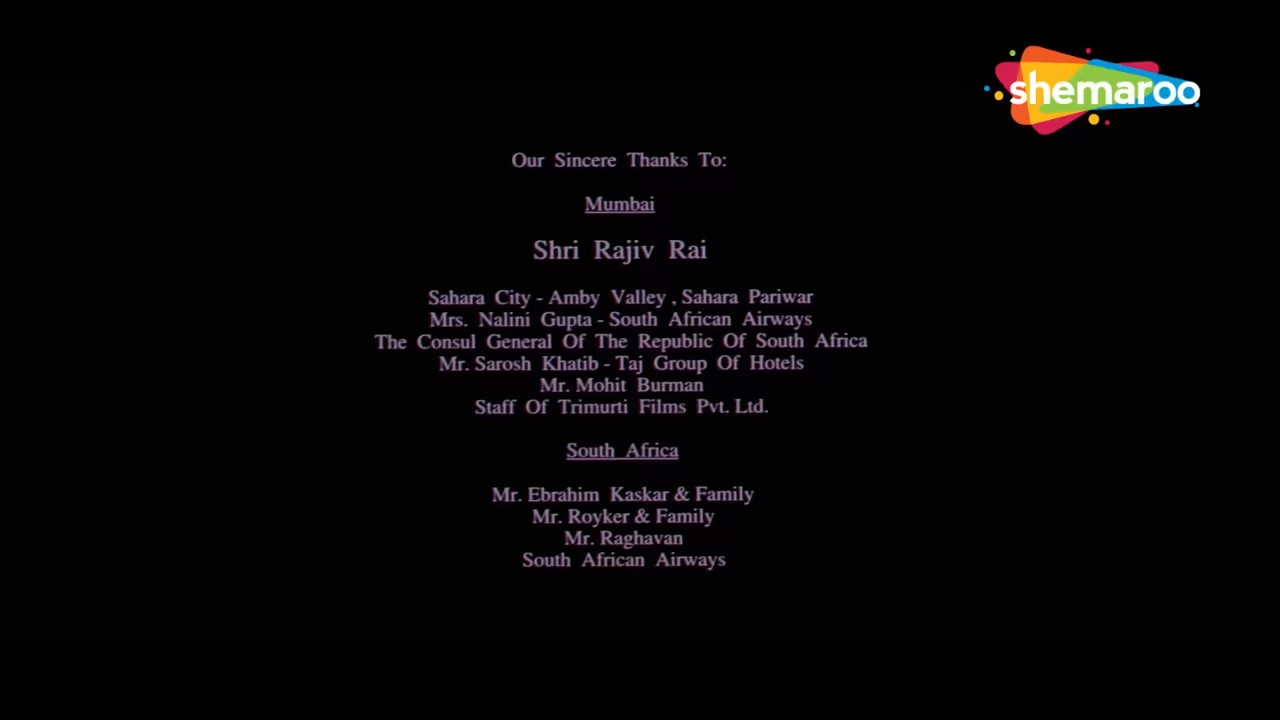 shemaroo
Our Sincere Thanks To:
Mumbai
Shri Rajiv Rai
Sahara City - Amby Valley , Sahara Pariwar
Mrs. Nalini Gupta - South African Airways
The Consul General Of The Republic Of South Africa
Mr. Sarosh Khatib - Taj Group Of Hotels
Mr. Mohit Burman
Staff Of Trimurti Films Pvt. Ltd.
South Africa
Mr. Ebrahim Kaskar & Family
Mr. Royker & Family
Mr. Raghavan
South African Airways